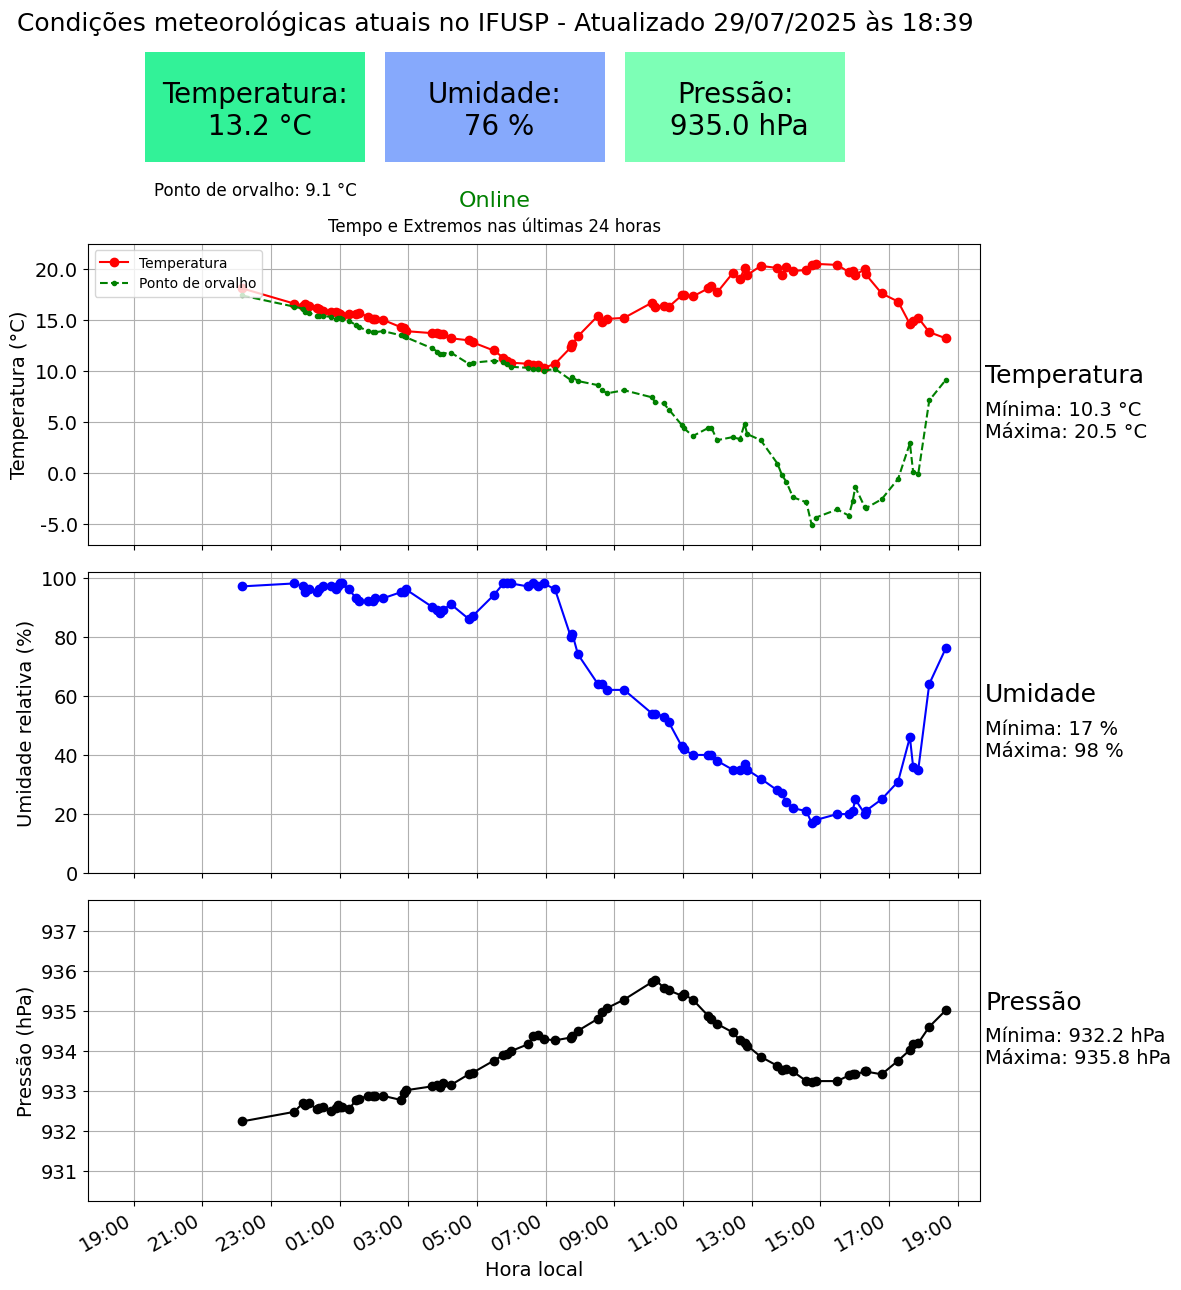 Condições meteorológicas atuais no IFUSP - Atualizado 29/07/2025 às 18:39
Temperatura:
13.2 °C
Umidade:
76 %
Pressão:
935.0 hPa
Ponto de orvalho: 9.1 °C
Online
Tempo e Extremos nas últimas 24 horas
Temperatura
Ponto de orvalho
Temperatura (°C)
20.0
15.0
10.0
5.0
0.0
-5.0
Temperatura
Mínima: 10.3 °C
Máxima: 20.5 °C
Umidade relativa (%)
100
80
60
40
20
0
Umidade
Mínima: 17 %
Máxima: 98 %
Pressão (hPa)
937
936
935
934
933
932
931
Pressão
Mínima: 932.2 hPa
Máxima: 935.8 hPa
19:00
21:00
23:00
01:00
03:00
05:00
07:00
09:00
11:00
13:00
15:00
17:00
19:00
Hora local